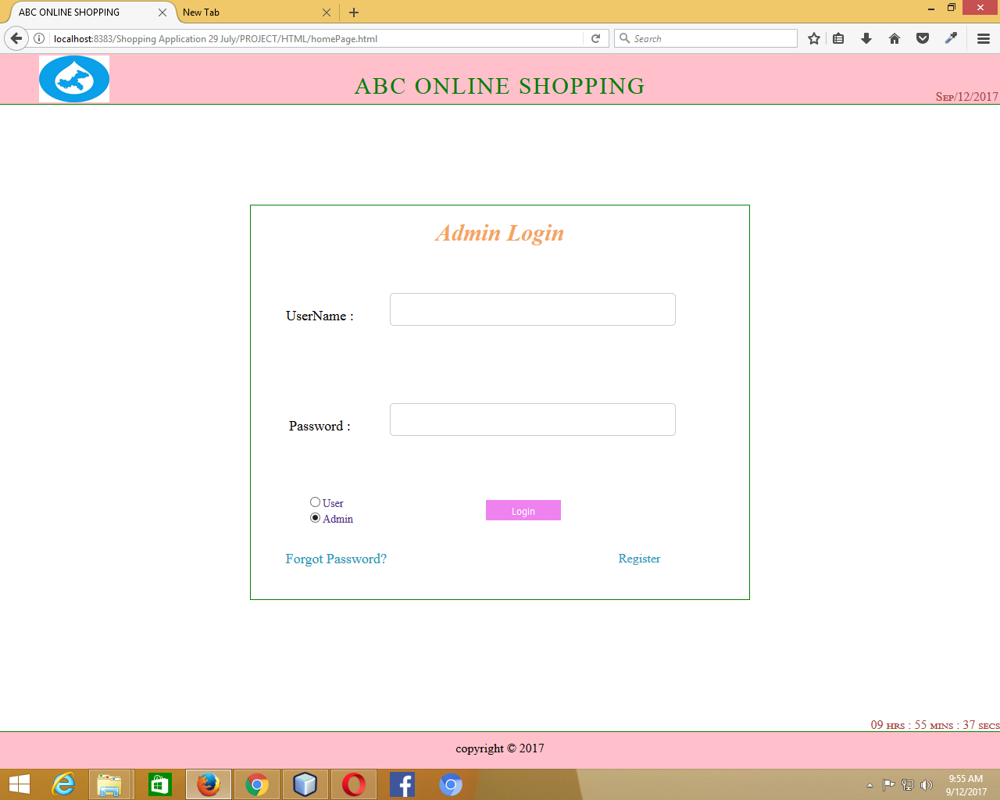 ABC ONLINE SHOPPING
New Tab
localhost:8383/Shopping Application 29 July/PROJECT/HTML/homePage.html
Search
ABC ONLINE SHOPPING
Sep/12/2017
Admin Login
UserName :
Password :
User
Admin
Login
Forgot Password?
Register
09 hrs : 55 mins : 37 secs
copyright © 2017
9:55 AM
9/12/2017